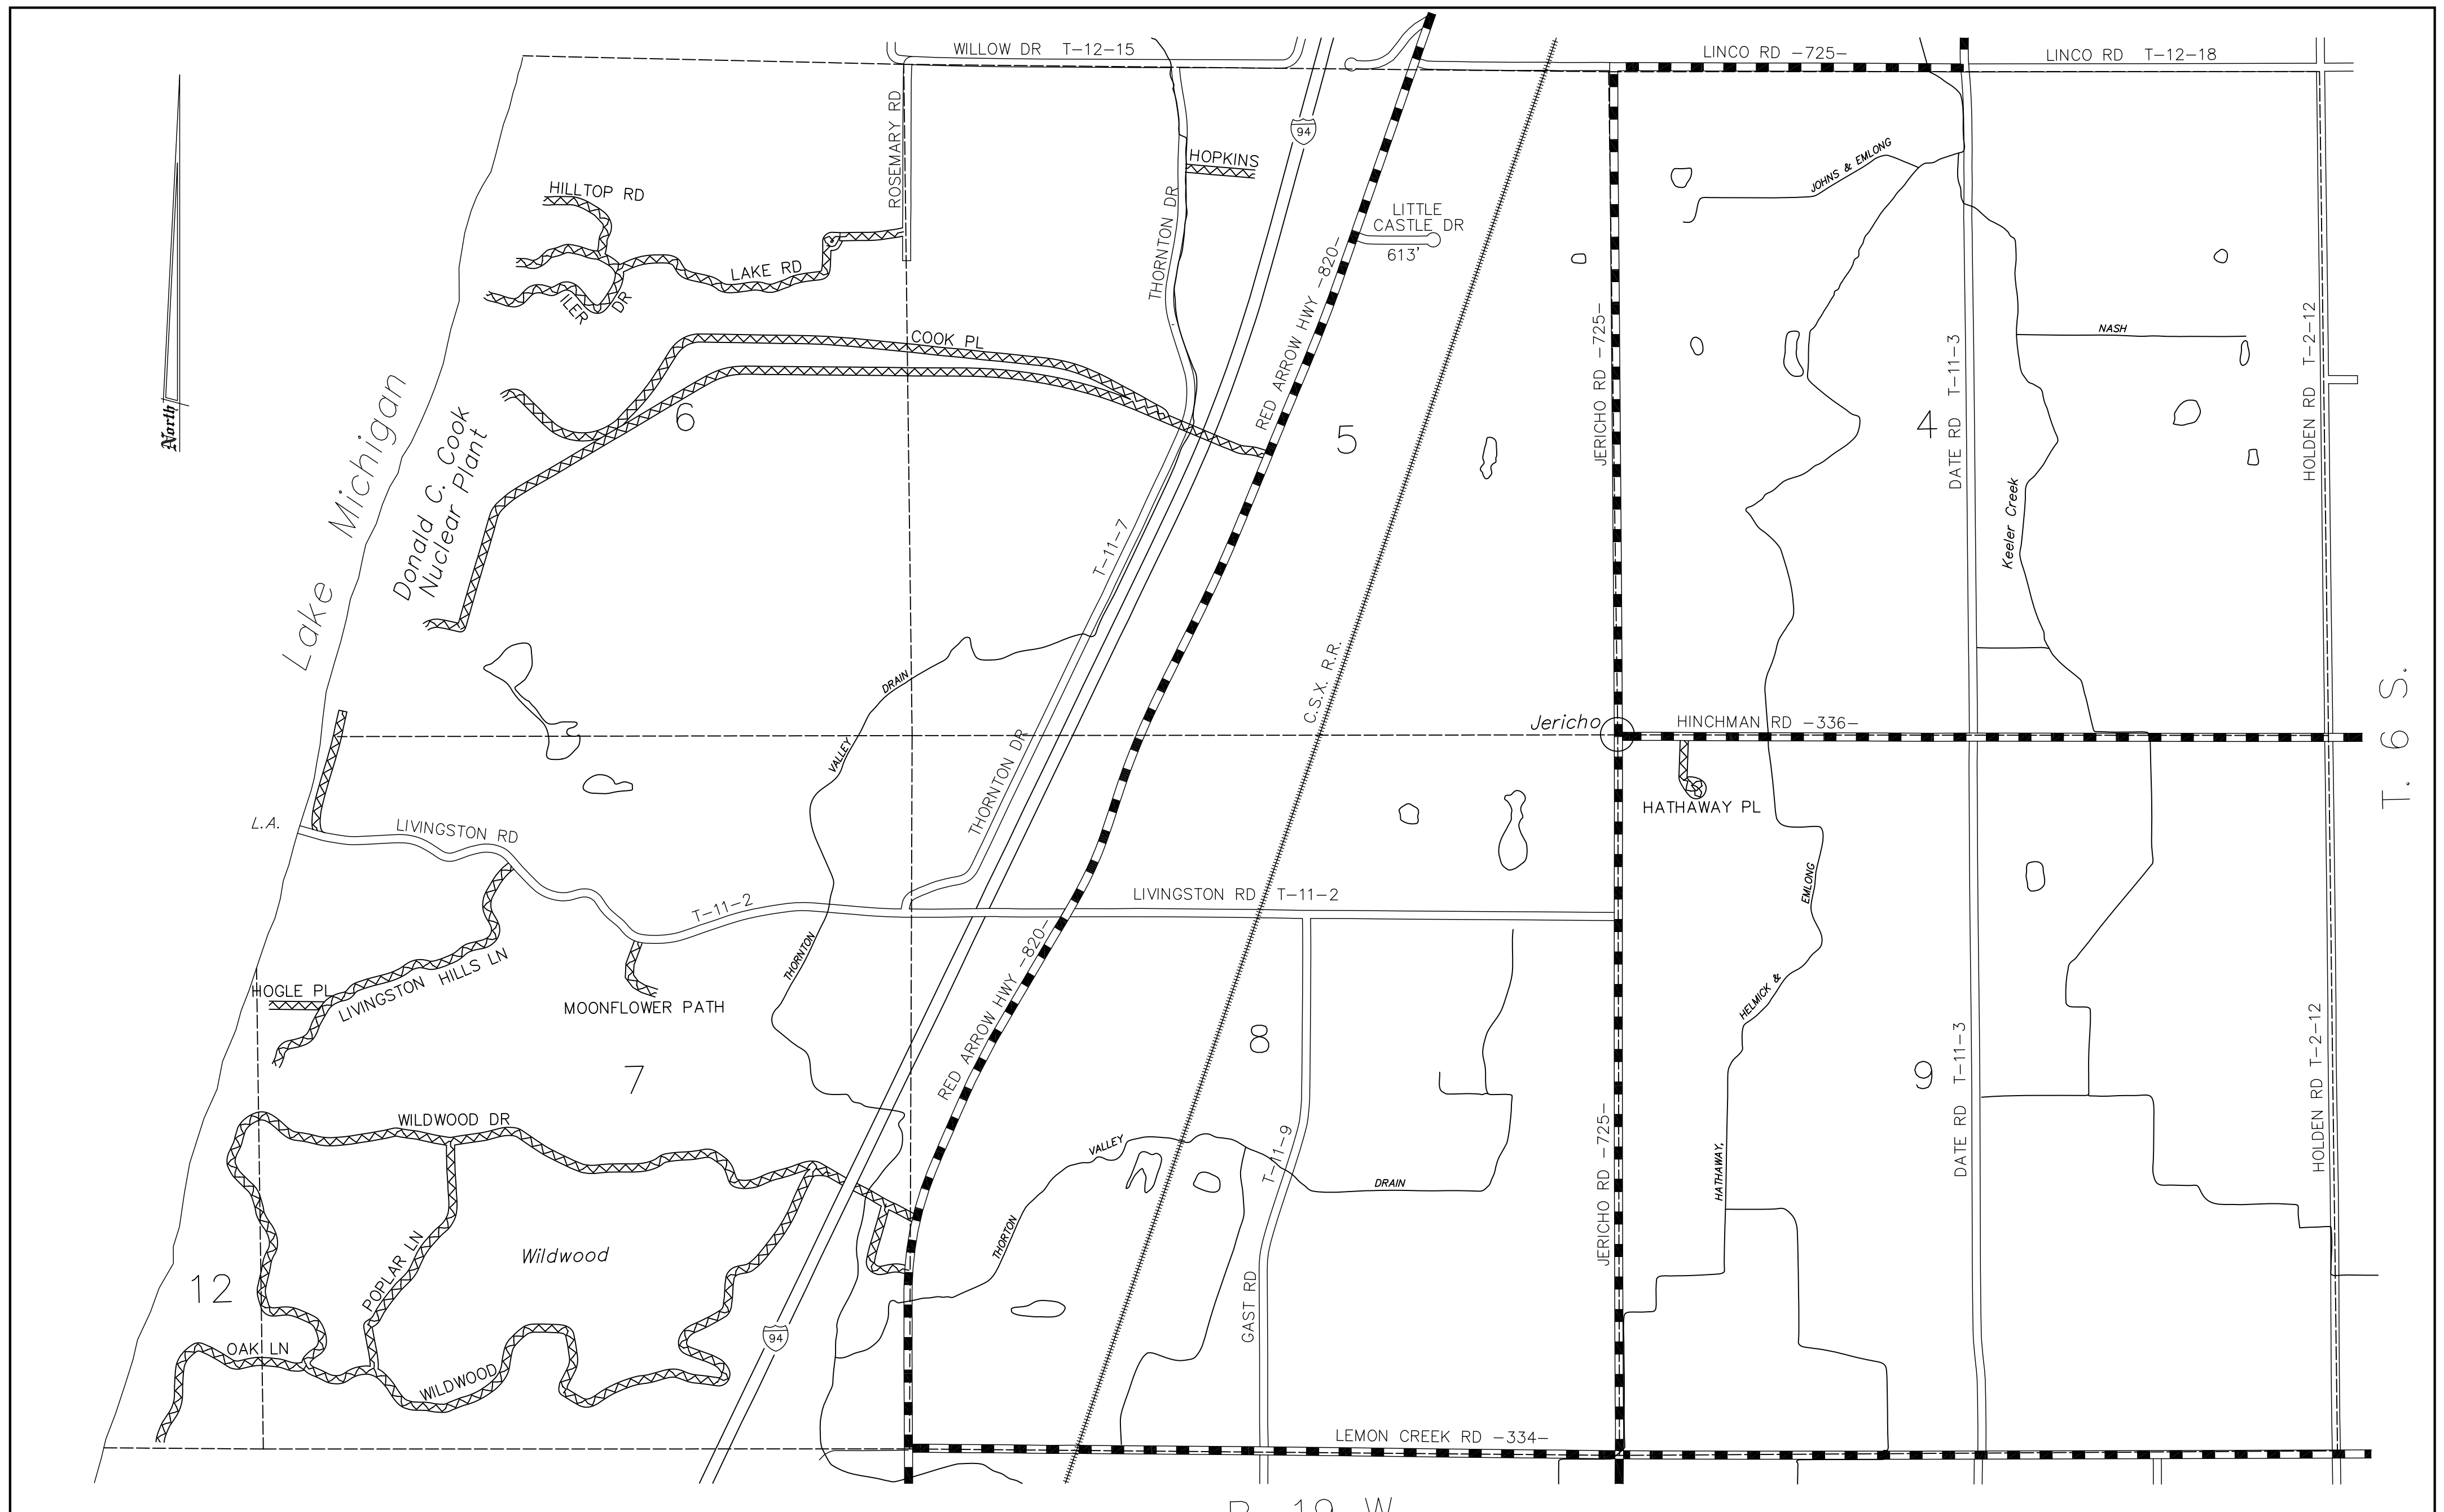 WILLOW DR T-12-15
LINCO RD -725-
LINCO RD T-12-18
ROSEMARY RD
94
HOPKINS
JOHNS & EMLONG
HILLTOP RD
THORNTON DR
LITTLE
CASTLE DR
613'
LAKE RD
ILER DR
COOK PL
RED ARROW HWY -820-
JERICHO RD -725-
NASH
DATE RD T-11-3
HOLDEN RD T-2-12
North
Lake Michigan
Donald C. Cook
Nuclear Plant
6
5
4
Keeler Creek
T-11-7
C.S.X. R.R.
DRAIN
VALLEY
THORNTON
THORNTON DR
Jericho
HINCHMAN RD -336-
T. 6 S.
HATHAWAY PL
L.A.
LIVINGSTON RD
T-11-2
LIVINGSTON RD T-11-2
EMLONG
HELMICK &
HATHAWAY,
HOGLE PL
LIVINGSTON HILLS LN
MOONFLOWER PATH
RED ARROW HWY -820-
7
8
9
JERICHO RD -725-
DATE RD T-11-3
HOLDEN RD T-2-12
WILDWOOD DR
VALLEY
T-11-9
DRAIN
THORTON
POPLAR LN
Wildwood
12
GAST RD
94
OAK LN
WILDWOOD
LEMON CREEK RD -334-
R. 19 W.